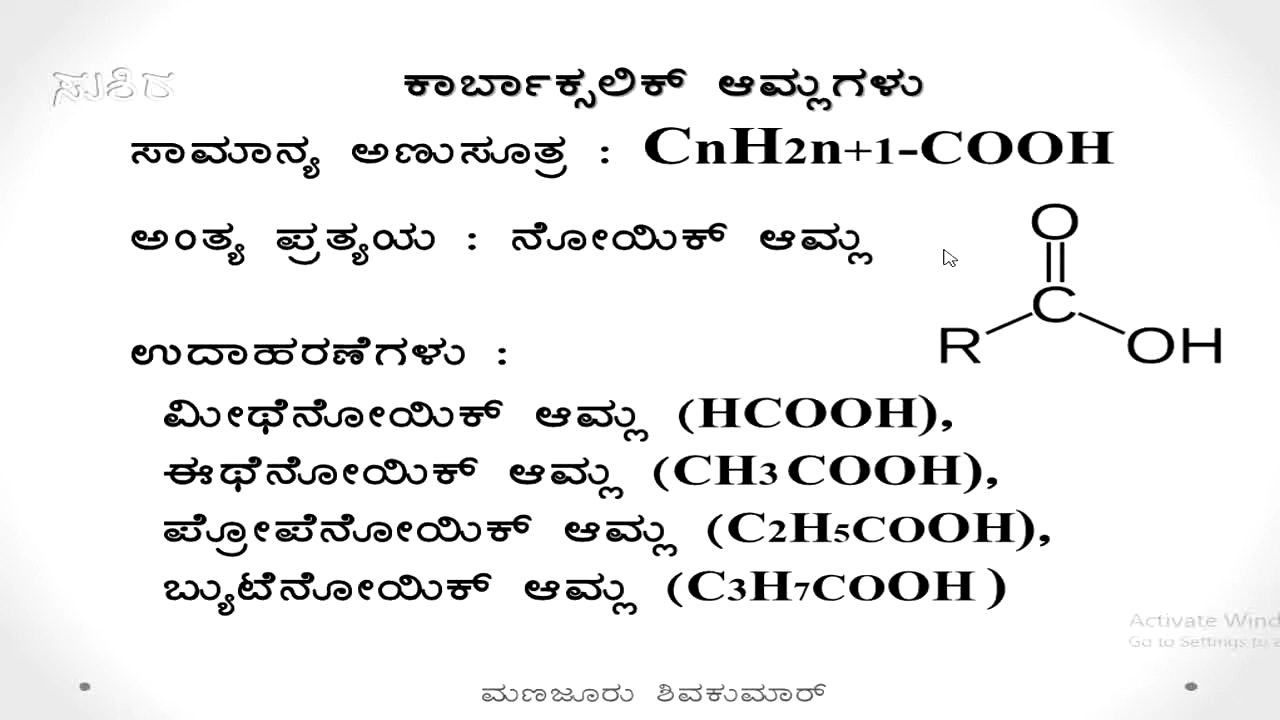 ಸುಶಿರ
ಕಾರ್ಬಾಕ್ಸಲಿಕ್ ಆಮ್ಲಗಳು
ಸಾಮಾನ್ಯ ಅಣುಸೂತ್ರ : CnH2n+1-COOH
ಅಂತ್ಯ ಪ್ರತ್ಯಯ : ನೋಯಿಕ್ ಆಮ್ಲ
O
C
R OH
ಉದಾಹರಣೆಗಳು :
ಮೀಥೆನೋಯಿಕ್ ಆಮ್ಲ (HCOOH),
ಈಥೆನೋಯಿಕ್ ಆಮ್ಲ (CH3 COOH),
ಪ್ರೋಪೆನೋಯಿಕ್ ಆಮ್ಲ (C2H5COOH),
ಬ್ಯುಟೆನೋಯಿಕ್ ಆಮ್ಲ (C3H7COOH )
Activate Wind
Go to Settings to a
ಮಣಜೂರು ಶಿವಕುಮಾರ್